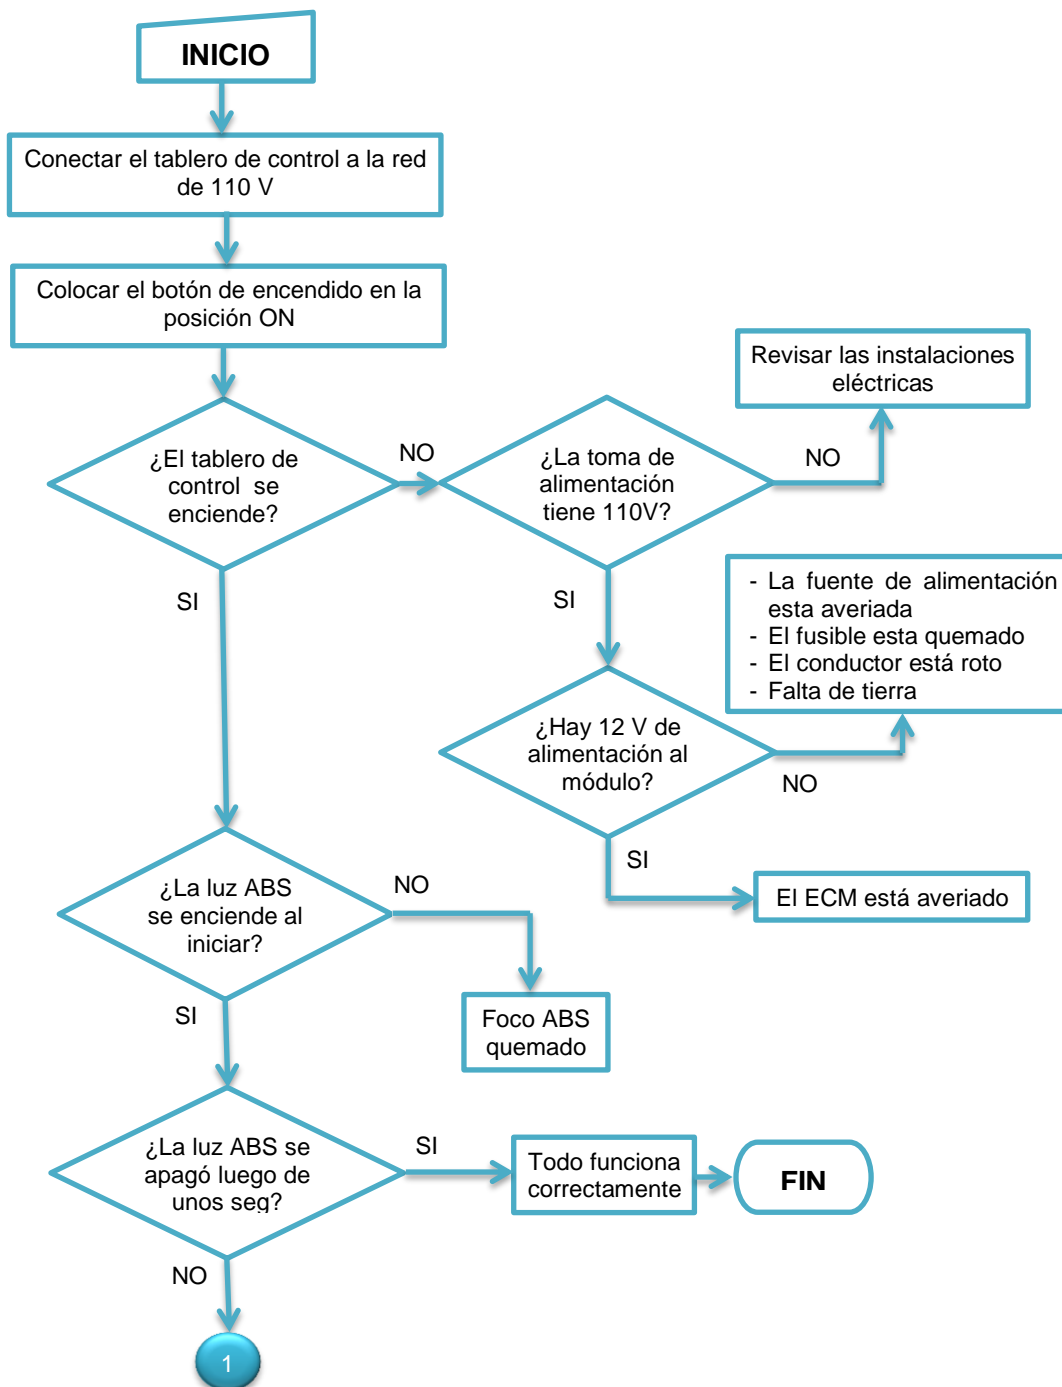 INICIO
Conectar el tablero de control a la red
de 110 V
Colocar el botón de encendido en la
posición ON
Revisar las instalaciones
eléctricas
¿El tablero de
control se
enciende?
NO
¿La toma de
alimentación
tiene 110V?
NO
SI
SI
- La fuente de alimentación
esta averiada
- El fusible esta quemado
- El conductor está roto
- Falta de tierra
¿Hay 12 V de
alimentación al
módulo?
NO
SI
El ECM está averiado
¿La luz ABS
se enciende al
iniciar?
NO
SI
Foco ABS
quemado
¿La luz ABS se
apagó luego de
unos seg?
SI
Todo funciona
correctamente
FIN
NO
1